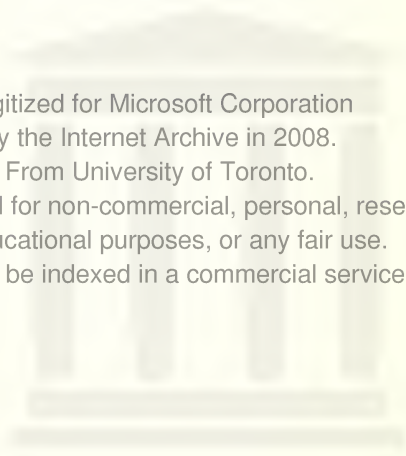 gitized for Microsoft Corporation
y the Internet Archive in 2008.
From University of Toronto.
for non-commercial, personal, rese
ucational purposes, or any fair use.
be indexed in a commercial service